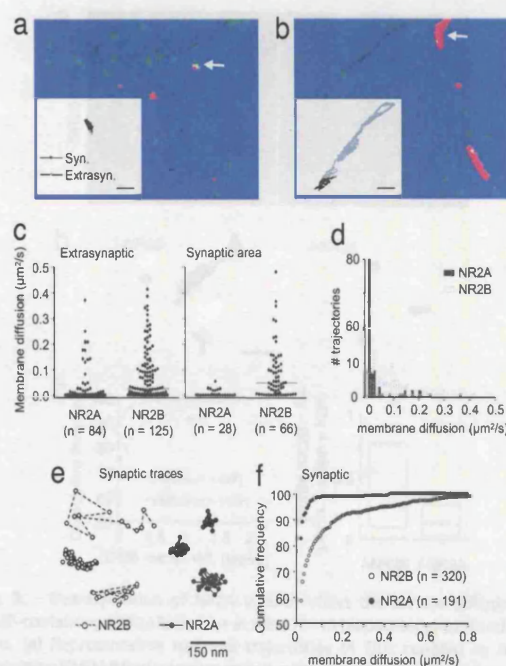 a
b
Syn.
Extrasyn.
c
Extrasynaptic
Synaptic area
Membrane diffusion (µm²/s)
0.5
0.4
0.3
0.2
0.1
0.0
NR2A
(n = 84)
NR2B
(n = 125)
NR2A
(n = 28)
NR2B
(n = 66)
d
NR2A
NR2B
# trajectories
80
60
10
0
0
0.1
0.2
0.3
0.4
0.5
membrane diffusion (µm²/s)
e
Synaptic traces
NR2B
NR2A
150 nm
f
Synaptic
Cumulative frequency
100
90
80
70
60
50
NR2B (n = 320)
NR2A (n = 191)
0
0.2
0.4
0.6
0.8
membrane diffusion (µm²/s)